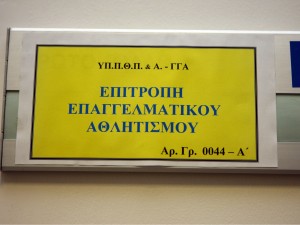 ΥΠ.Π.Θ.Π. & Α. - ΓΓΑ
ΕΠΙΤΡΟΠΗ
ΕΠΑΓΓΕΛΜΑΤΙΚΟΥ
ΑΘΛΗΤΙΣΜΟΥ
Αρ. Γρ. 0044 – Α΄